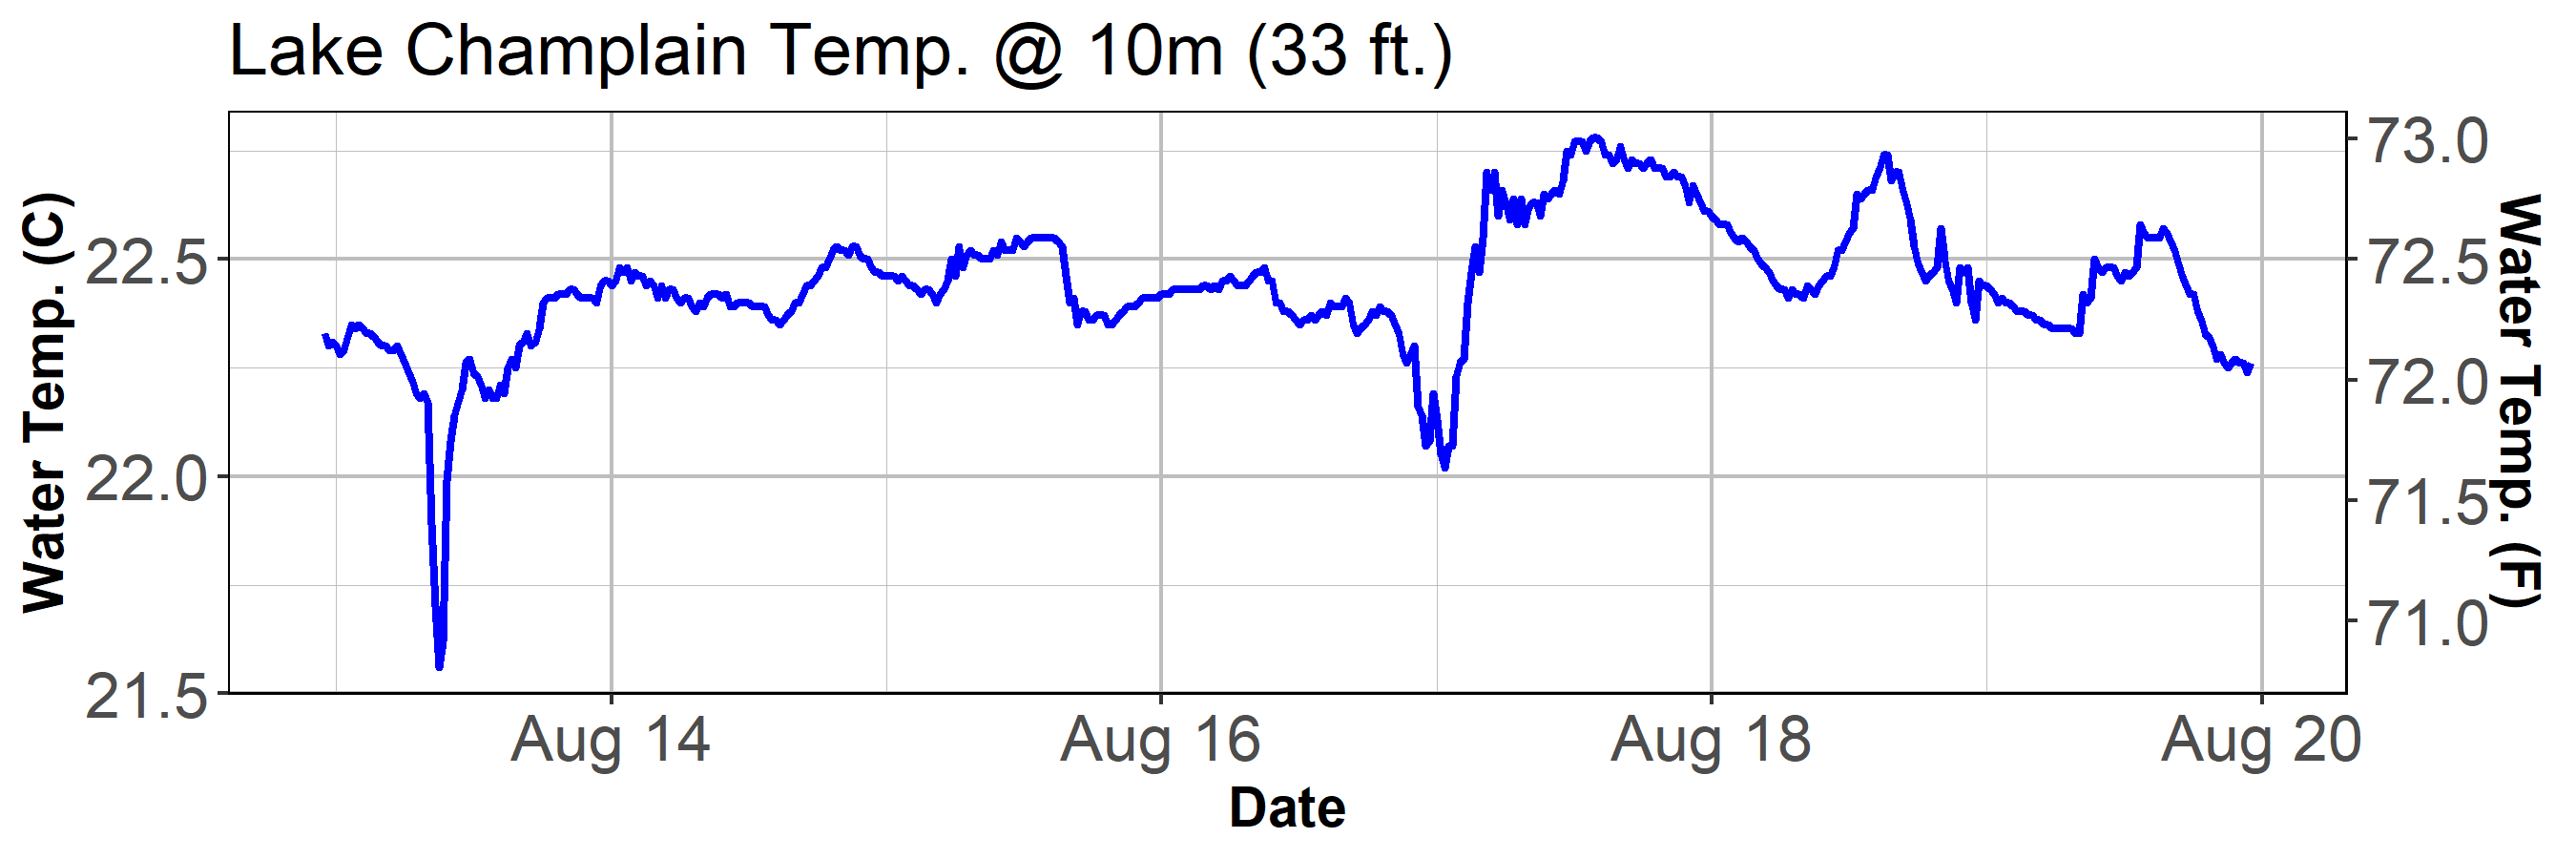 Lake Champlain Temp. @ 10m (33 ft.)
Water Temp. (C)
22.5
22.0
21.5
73.0
72.5
72.0
71.5
71.0
Water Temp. (F)
Aug 14
Aug 16
Aug 18
Aug 20
Date